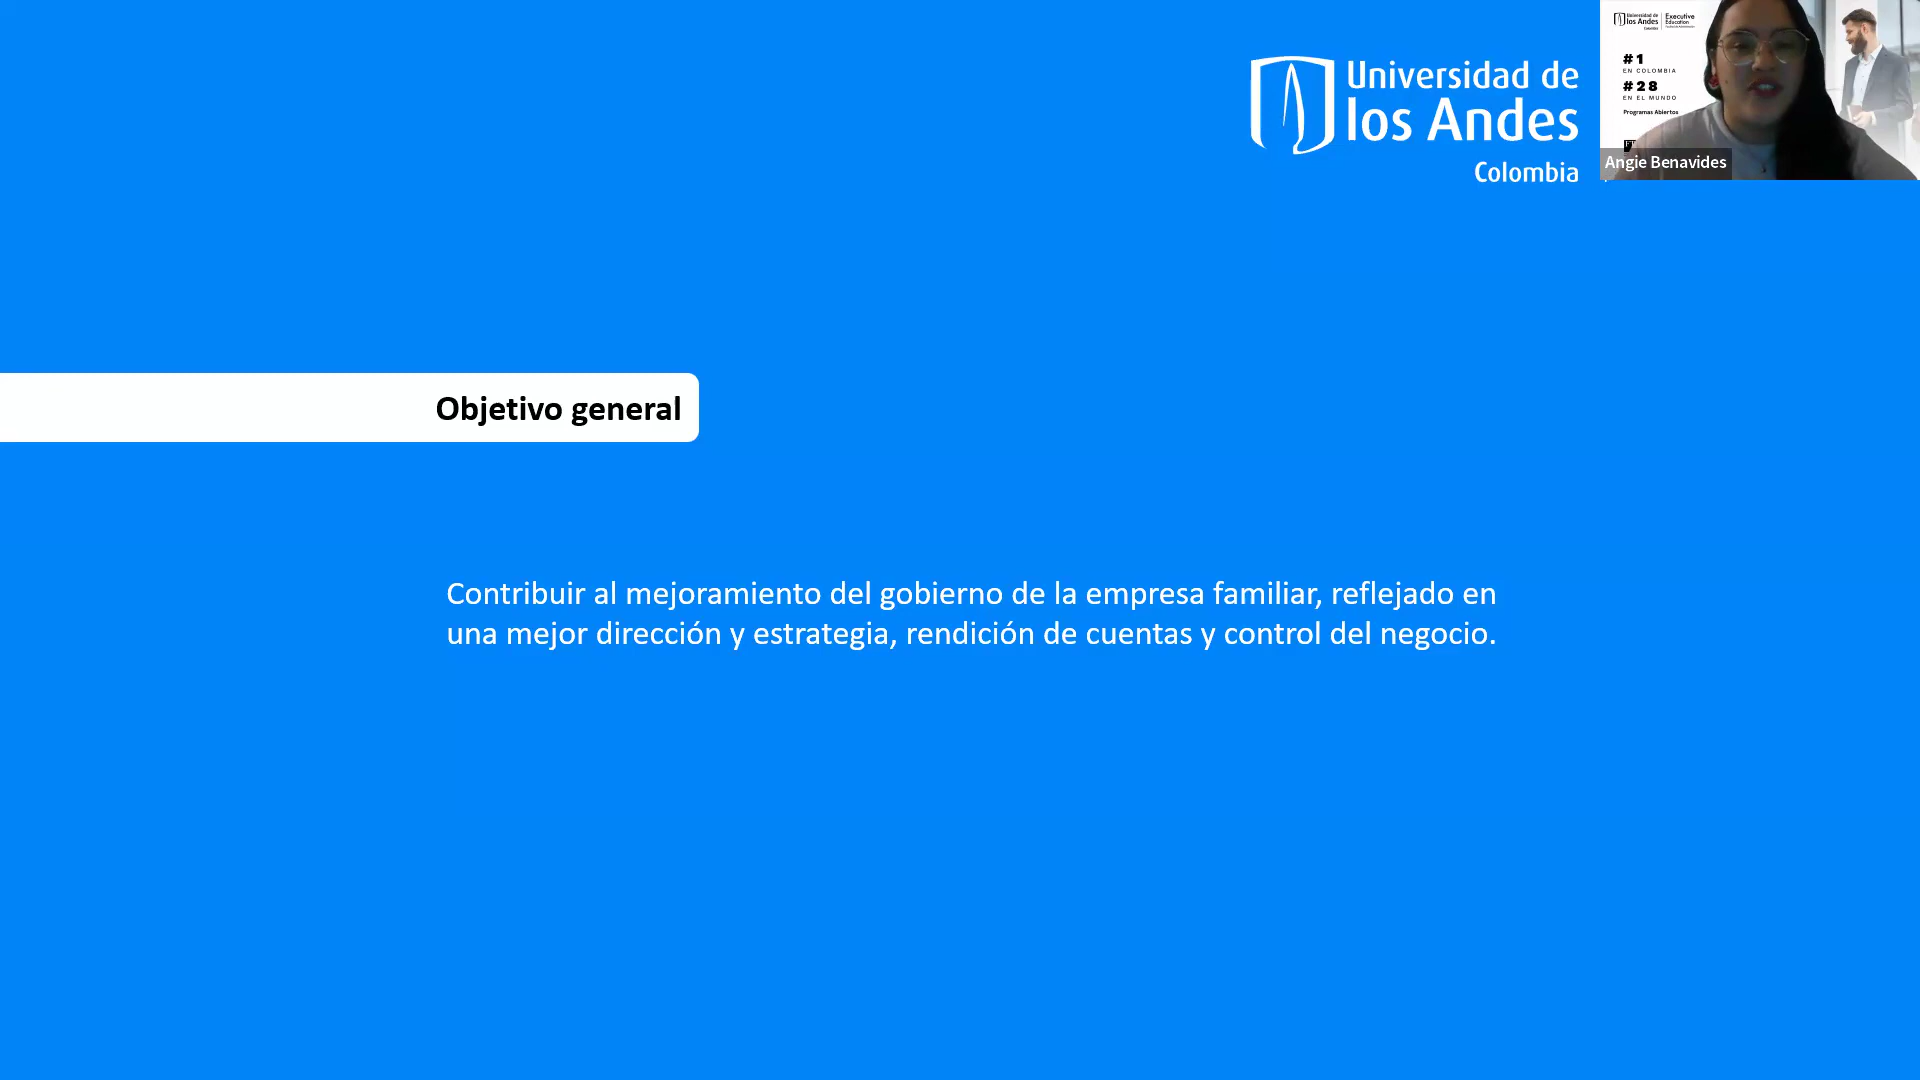 Universidad de
los Andes
Colombia
Universidad de
los Andes
Colombia
Executive
Education
#1
EN COLOMBIA
#28
EN EL MUNDO
Programas Abiertos
Angie Benavides
Objetivo general
Contribuir al mejoramiento del gobierno de la empresa familiar, reflejado en
una mejor dirección y estrategia, rendición de cuentas y control del negocio.